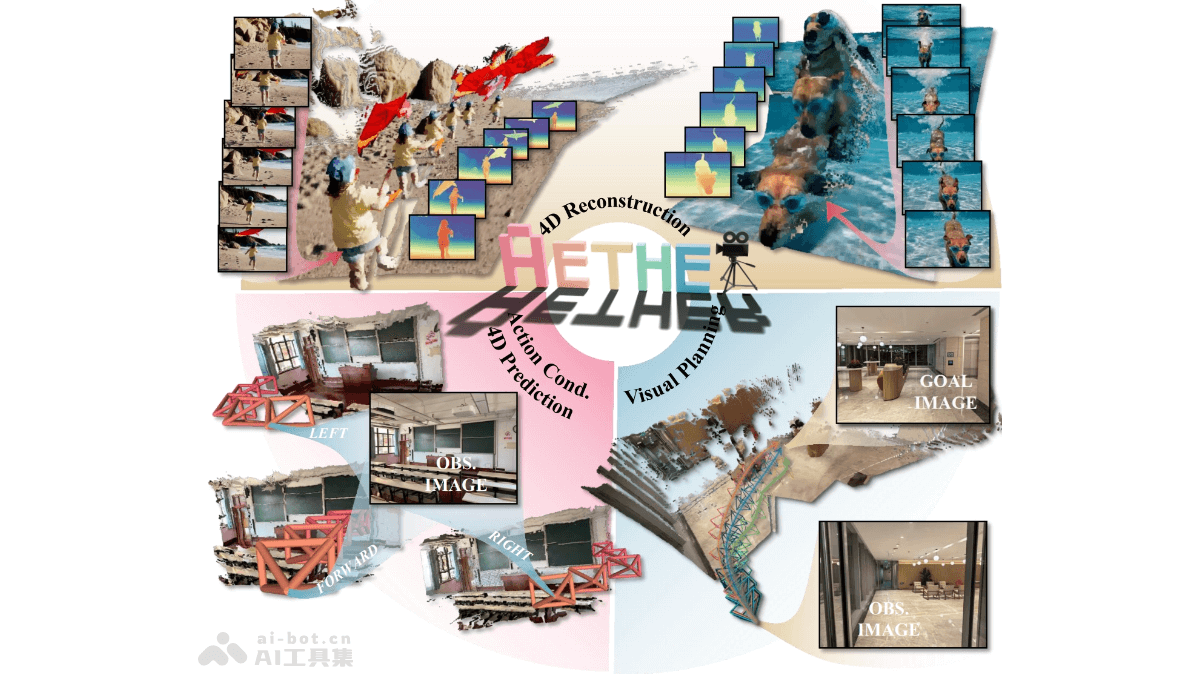 4D Reconstruction
AETHE
AETHER
Action Cond.
4D Prediction
Visual Planning
GOAL
IMAGE
LEFT
OBS.
IMAGE
FORWARD
RIGHT
OBS.
IMAGE
ai-bot.cn
AI工具集